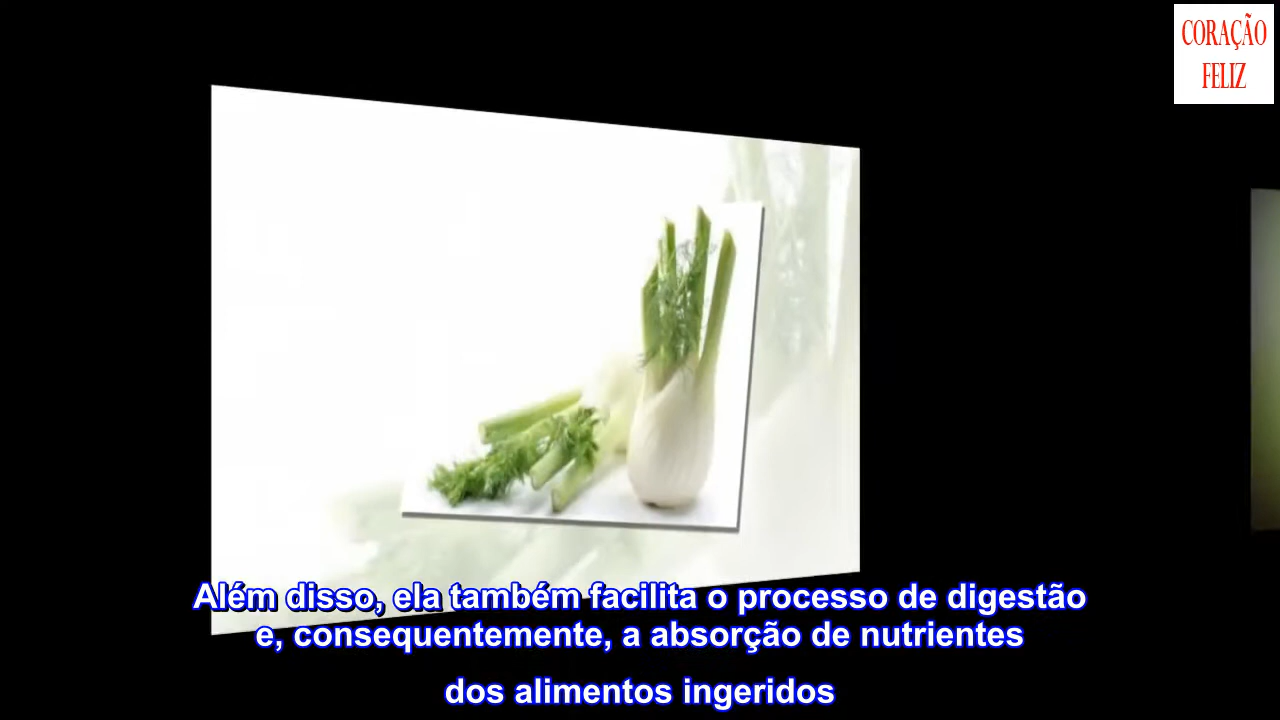 CORAÇÃO
FELIZ
Além disso, ela também facilita o processo de digestão
e, consequentemente, a absorção de nutrientes
dos alimentos ingeridos